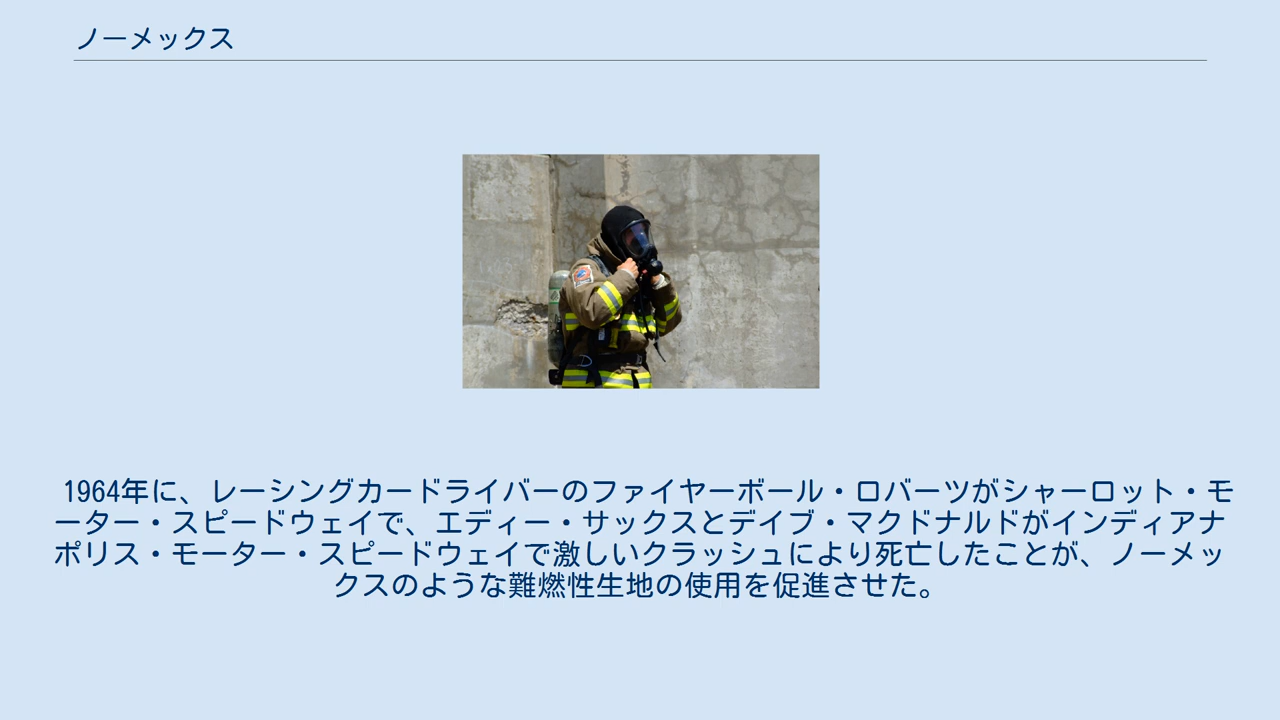 ノーメックス
1964年に、レーシングカードライバーのファイヤーボール・ロバーツがシャーロット・モ
ーター・スピードウェイで、エディー・サックスとデイブ・マクドナルドがインディアナ
ポリス・モーター・スピードウェイで激しいクラッシュにより死亡したことが、ノーメッ
クスのような難燃性生地の使用を促進させた。